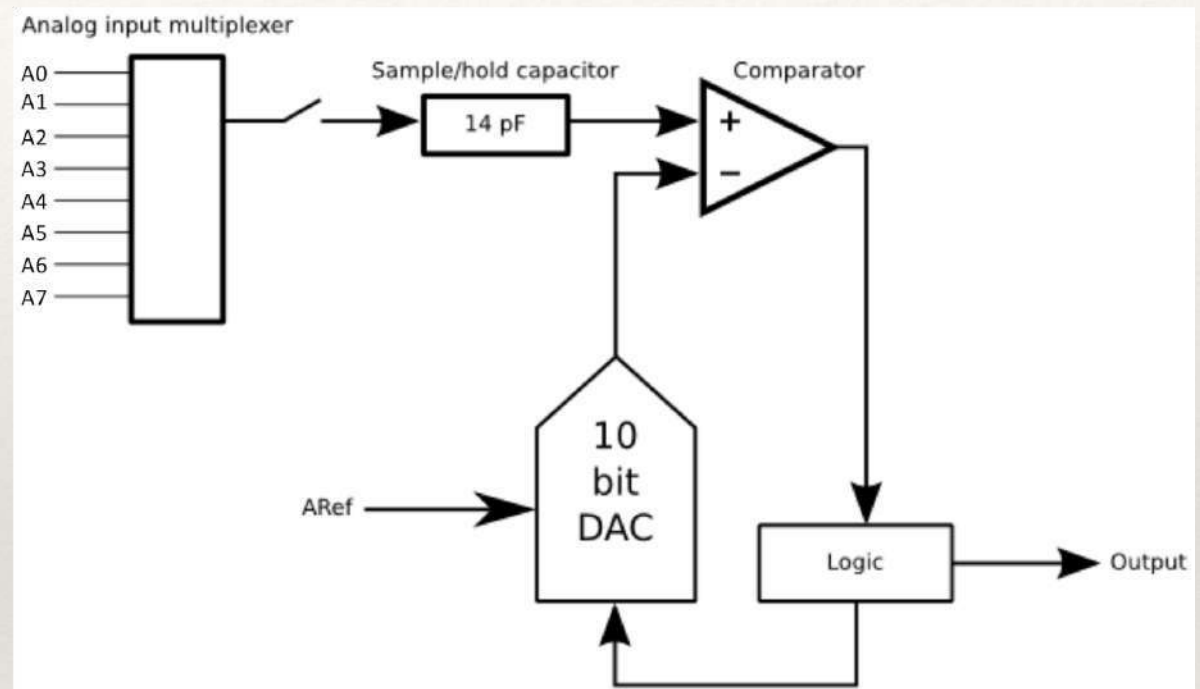 Analog input multiplexer
A0
A1
A2
A3
A4
A5
A6
A7
Sample/hold capacitor
14 pF
Comparator
+
−
10
bit
DAC
ARef
Logic
Output